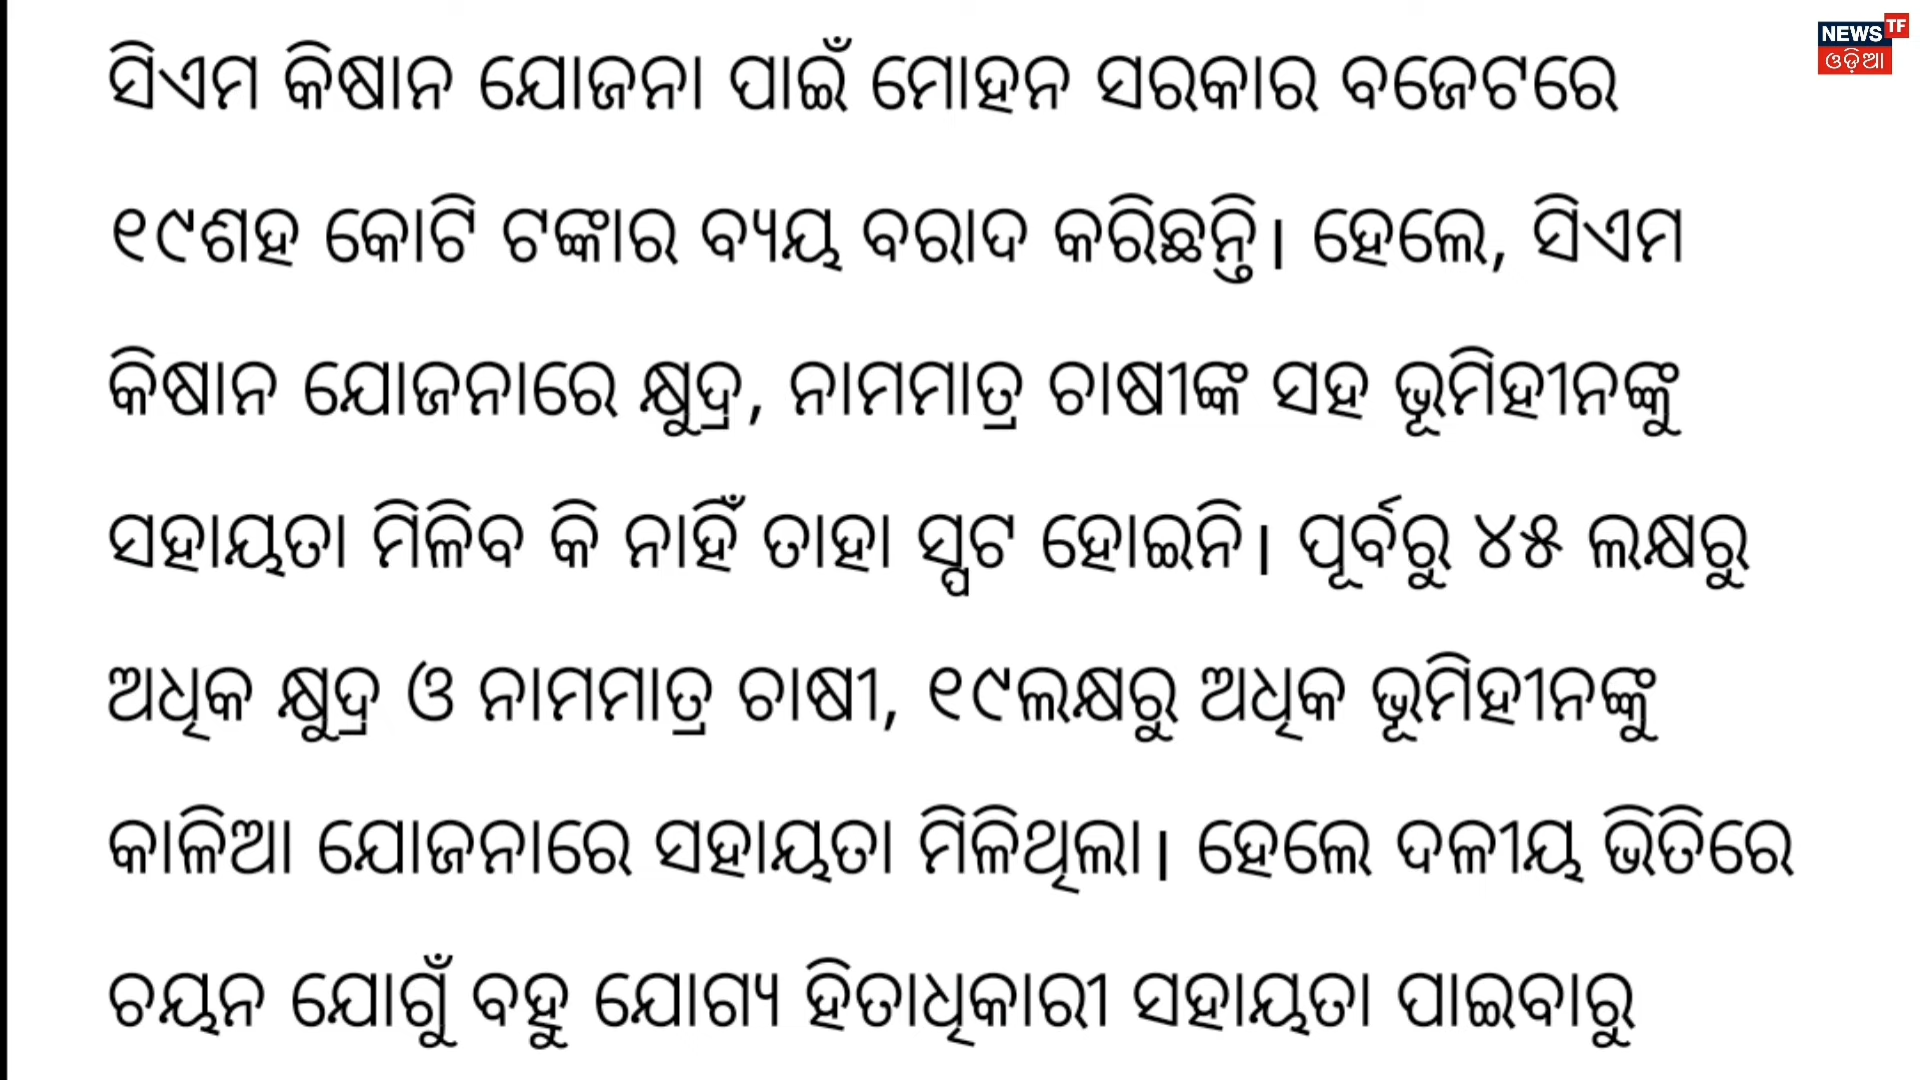 ସିଏମ କିଷାନ ଯୋଜନା ପାଇଁ ମୋହନ ସରକାର ବଜେଟରେ
୧୯ଶହ କୋଟି ଟଙ୍କାର ବ୍ୟୟ ବରାଦ କରିଛନ୍ତି। ହେଲେ, ସିଏମ
କିଷାନ ଯୋଜନାରେ କ୍ଷୁଦ୍ର, ନାମମାତ୍ର ଚାଷୀଙ୍କ ସହ ଭୂମିହୀନଙ୍କୁ
ସହାୟତା ମିଳିବ କି ନାହିଁ ତାହା ସ୍ପଟ ହୋଇନି। ପୂର୍ବରୁ ୪୫ ଲକ୍ଷରୁ
ଅଧିକ କ୍ଷୁଦ୍ର ଓ ନାମମାତ୍ର ଚାଷୀ, ୧୯ଲକ୍ଷରୁ ଅଧିକ ଭୂମିହୀନଙ୍କୁ
କାଳିଆ ଯୋଜନାରେ ସହାୟତା ମିଳିଥିଲା। ହେଲେ ଦଳୀୟ ଭିତିରେ
ଚୟନ ଯୋଗୁଁ ବହୁ ଯୋଗ୍ୟ ହିତାଧିକାରୀ ସହାୟତା ପାଇବାରୁ
NEWS TF
ଓଡ଼ିଆ